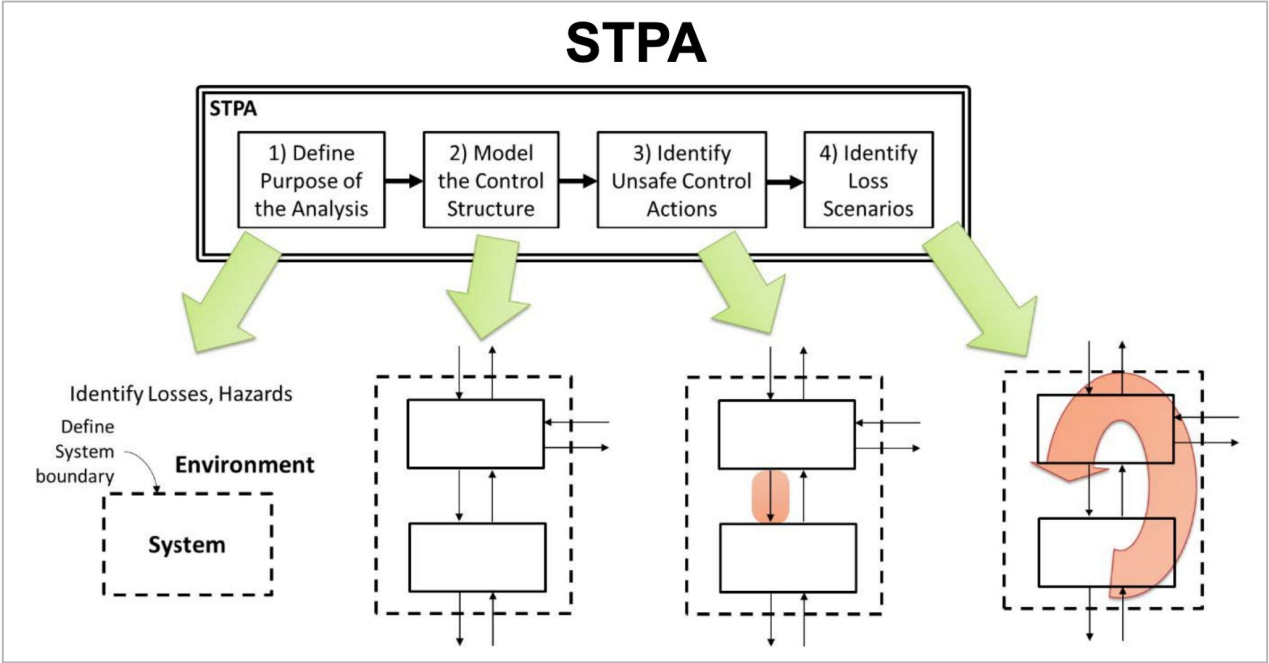 STPA
STPA
1) Define
Purpose of
the Analysis
2) Model
the Control
Structure
3) Identify
Unsafe Control
Actions
4) Identify
Loss
Scenarios
Identify Losses, Hazards
Define
System
boundary
Environment
System